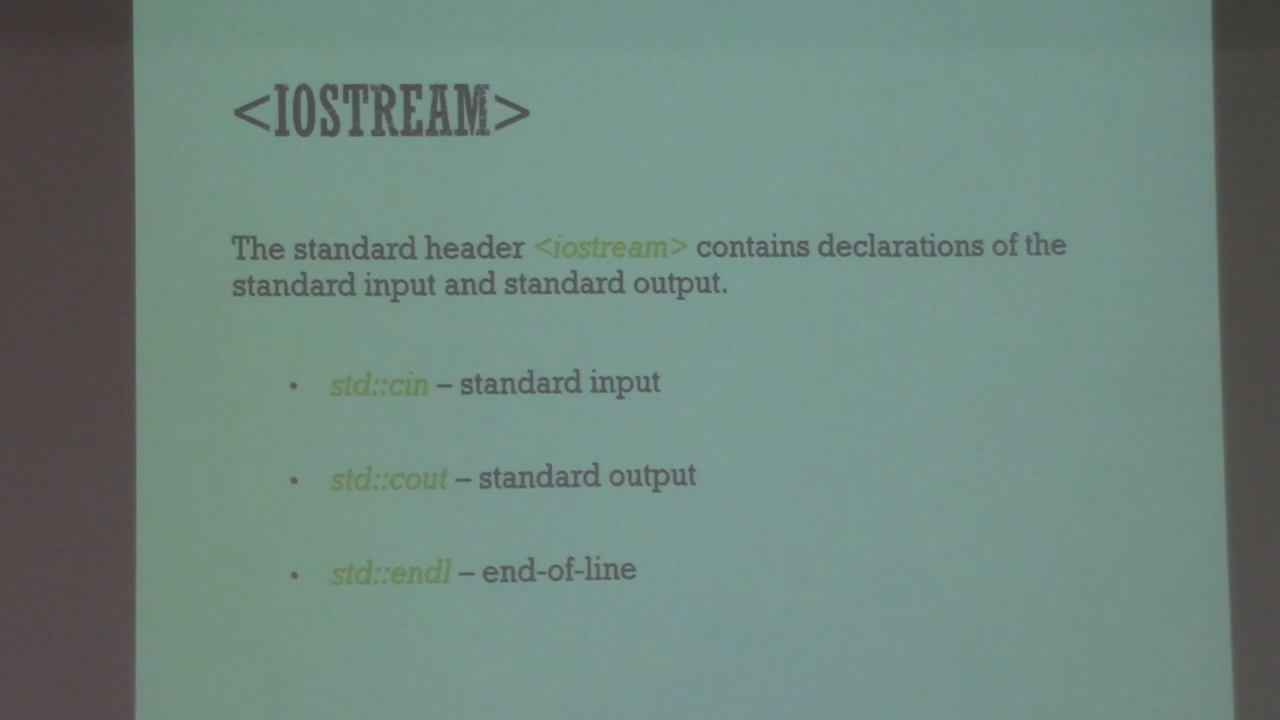 <IOSTREAM>
The standard header <iostream> contains declarations of the
standard input and standard output.
• std::cin – standard input
• std::cout – standard output
• std::endl – end-of-line